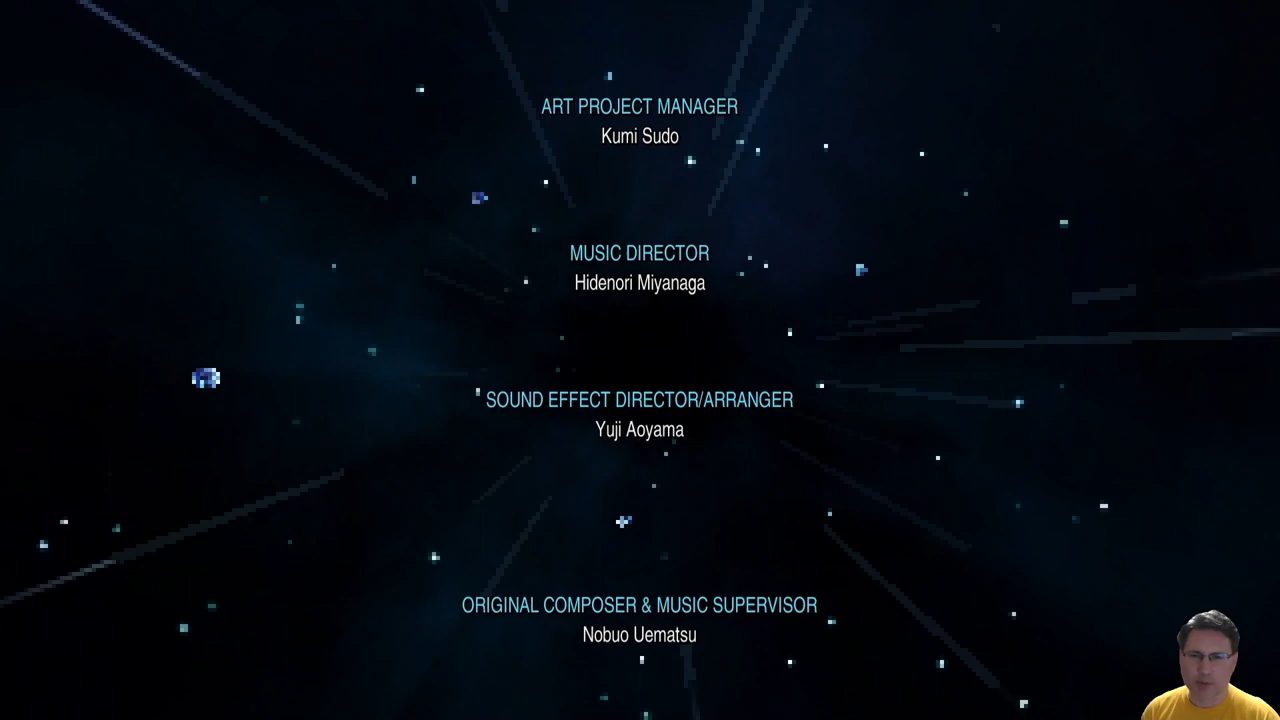 ART PROJECT MANAGER
Kumi Sudo
MUSIC DIRECTOR
Hidenori Miyanaga
SOUND EFFECT DIRECTOR/ARRANGER
Yuji Aoyama
ORIGINAL COMPOSER & MUSIC SUPERVISOR
Nobuo Uematsu